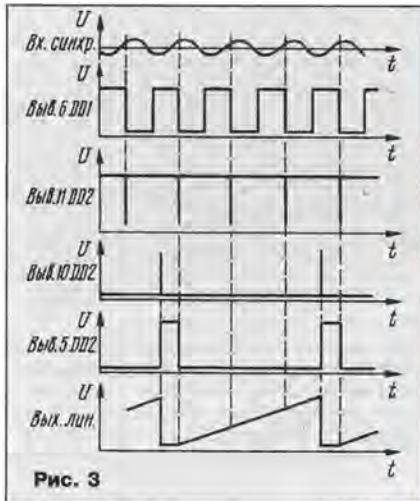 U
Вх. синхр.
t
U
Выв. 6 DD1
t
U
Выв. 11 DD2
t
U
Выв. 10 DD2
t
U
Выв. 5 DD2
t
U
Вых. лин.
t
Рис. 3